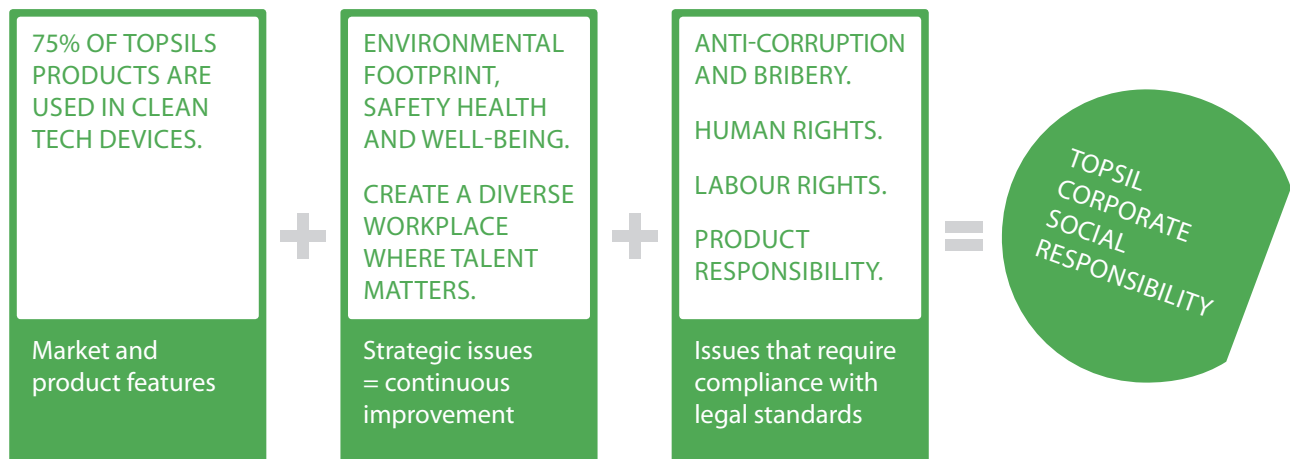 75% OF TOPSILS
PRODUCTS ARE
USED IN CLEAN
TECH DEVICES.
Market and
product features
+
ENVIRONMENTAL
FOOTPRINT,
SAFETY HEALTH
AND WELL-BEING.
CREATE A DIVERSE
WORKPLACE
WHERE TALENT
MATTERS.
Strategic issues
= continuous
improvement
+
ANTI-CORRUPTION
AND BRIBERY.
HUMAN RIGHTS.
LABOUR RIGHTS.
PRODUCT
RESPONSIBILITY.
Issues that require
compliance with
legal standards
=
TOPSIL
CORPORATE
SOCIAL
RESPONSIBILITY